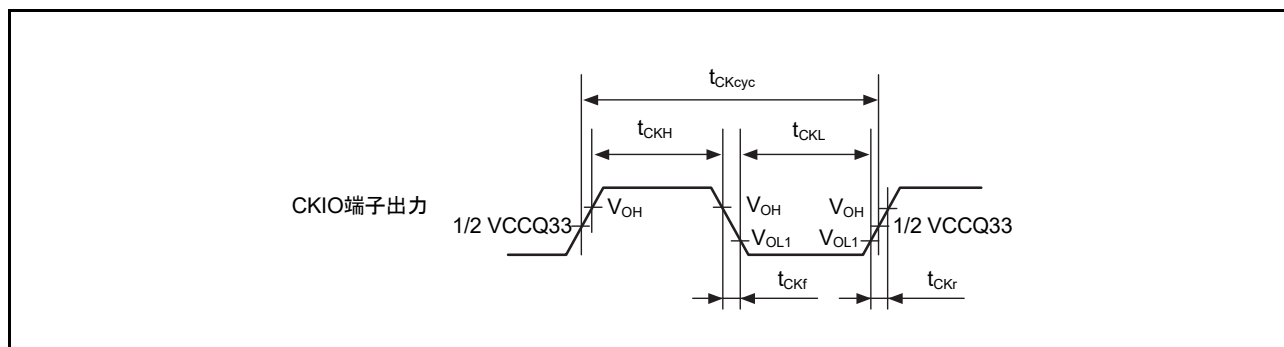 tCKcyc
tCKH
tCKL
CKIO端子出力
1/2 VCCQ33
VOH
VOH
VOH
1/2 VCCQ33
VOL1
VOL1
tCKf
tCKr